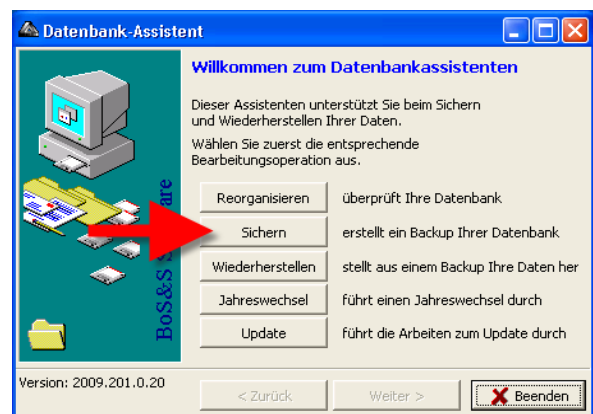 Datenbank-Assistent
Willkommen zum Datenbankassistenten
Dieser Assistenten unterstützt Sie beim Sichern
und Wiederherstellen Ihrer Daten.
Wählen Sie zuerst die entsprechende
Bearbeitungsoperation aus.
Reorganisieren überprüft Ihre Datenbank
Sichern erstellt ein Backup Ihrer Datenbank
Wiederherstellen stellt aus einem Backup Ihre Daten her
Jahreswechsel führt einen Jahreswechsel durch
Update führt die Arbeiten zum Update durch
BoS&S
Version: 2009.201.0.20
< Zurück Weiter > Beenden